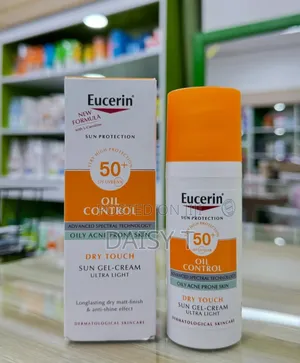 Eucerin
SUN PROTECTION
NEW
FORMULA
50+
OIL
CONTROL
ADVANCED SPECTRAL TECHNOLOGY
OILY ACNE PRONE SKIN
DRY TOUCH
SUN GEL-CREAM
ULTRA LIGHT
Longlasting dry matt-finish
& anti-shine effect
DERMATOLOGICAL SKINCARE
Eucerin
SUN PROTECTION
50+
OIL
CONTROL
ADVANCED SPECTRAL TECHNOLOGY
OILY ACNE PRONE SKIN
DRY TOUCH
SUN GEL-CREAM
ULTRA LIGHT
DERMATOLOGICAL SKINCARE
DAISY